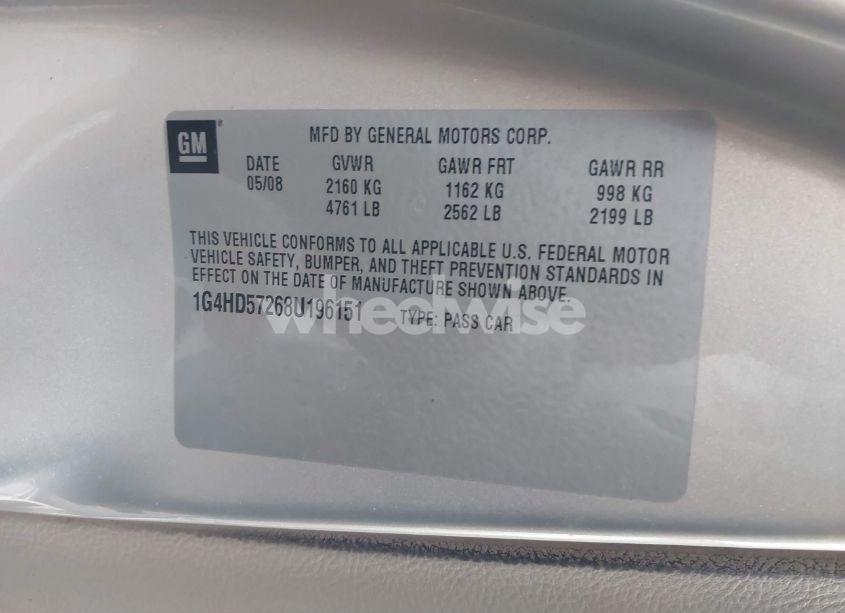 GM ®
MFD BY GENERAL MOTORS CORP.
DATE GVWR GAWR FRT GAWR RR
05/08 2160 KG 1162 KG 998 KG
4761 LB 2562 LB 2199 LB
THIS VEHICLE CONFORMS TO ALL APPLICABLE U.S. FEDERAL MOTOR
VEHICLE SAFETY, BUMPER, AND THEFT PREVENTION STANDARDS IN
EFFECT ON THE DATE OF MANUFACTURE SHOWN ABOVE.
1G4HD57268U196151 TYPE: PASS CAR
wheelwise